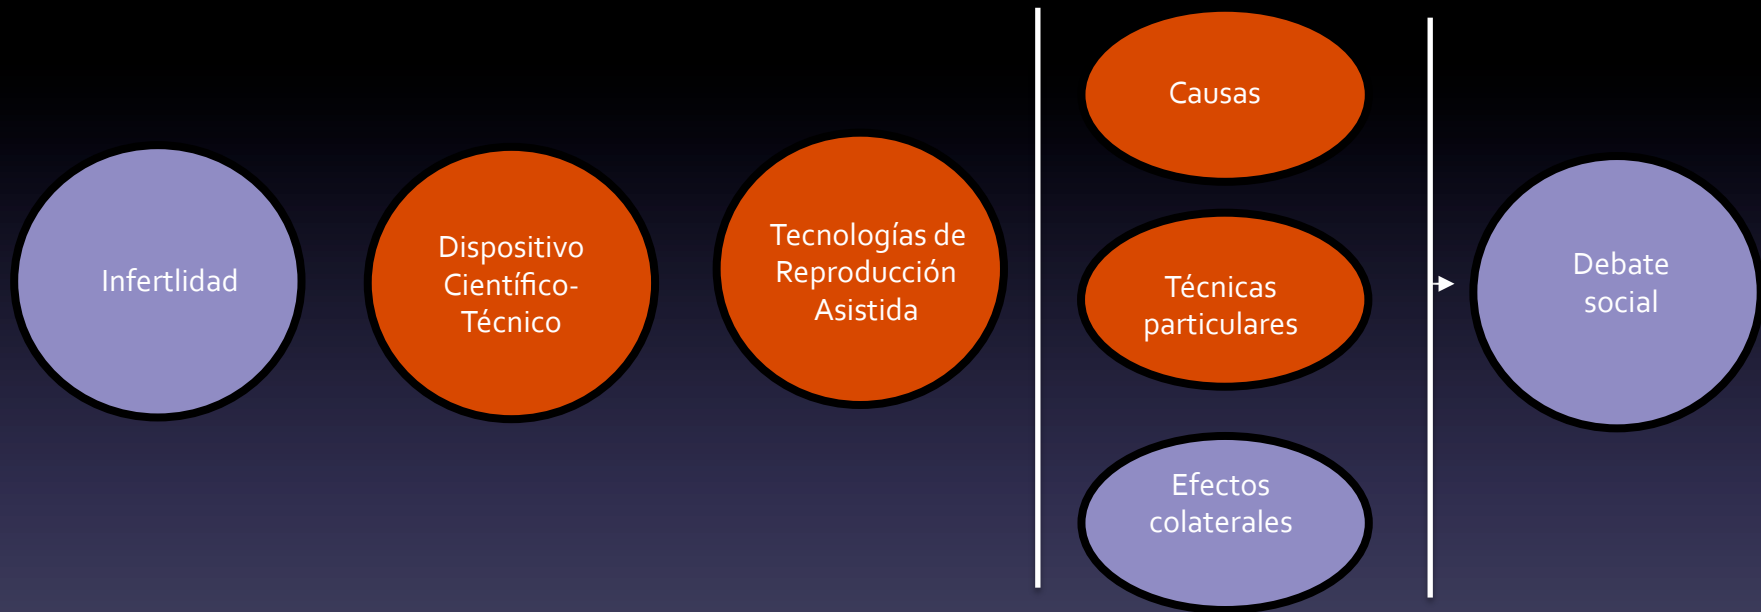 Infertlidad
Dispositivo
Científico-
Técnico
Tecnologías de
Reproducción
Asistida
Causas
Técnicas
particulares
Efectos
colaterales
Debate
social